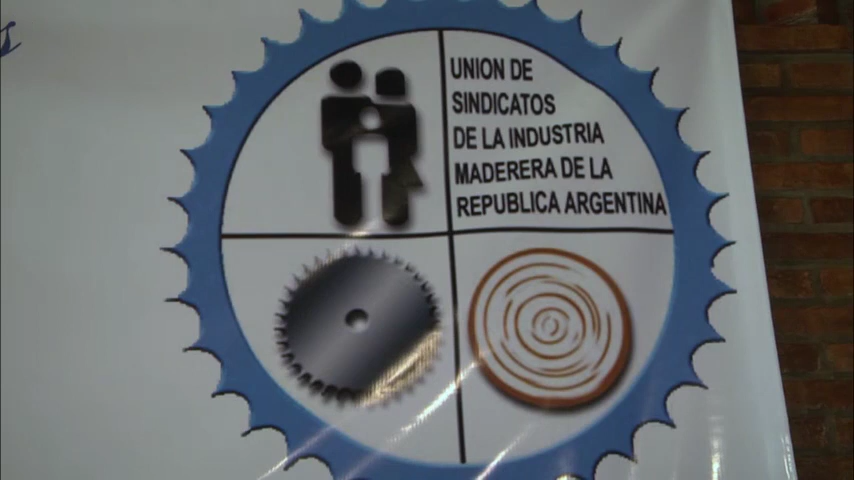 UNION DE
SINDICATOS
DE LA INDUSTRIA
MADERERA DE LA
REPUBLICA ARGENTINA